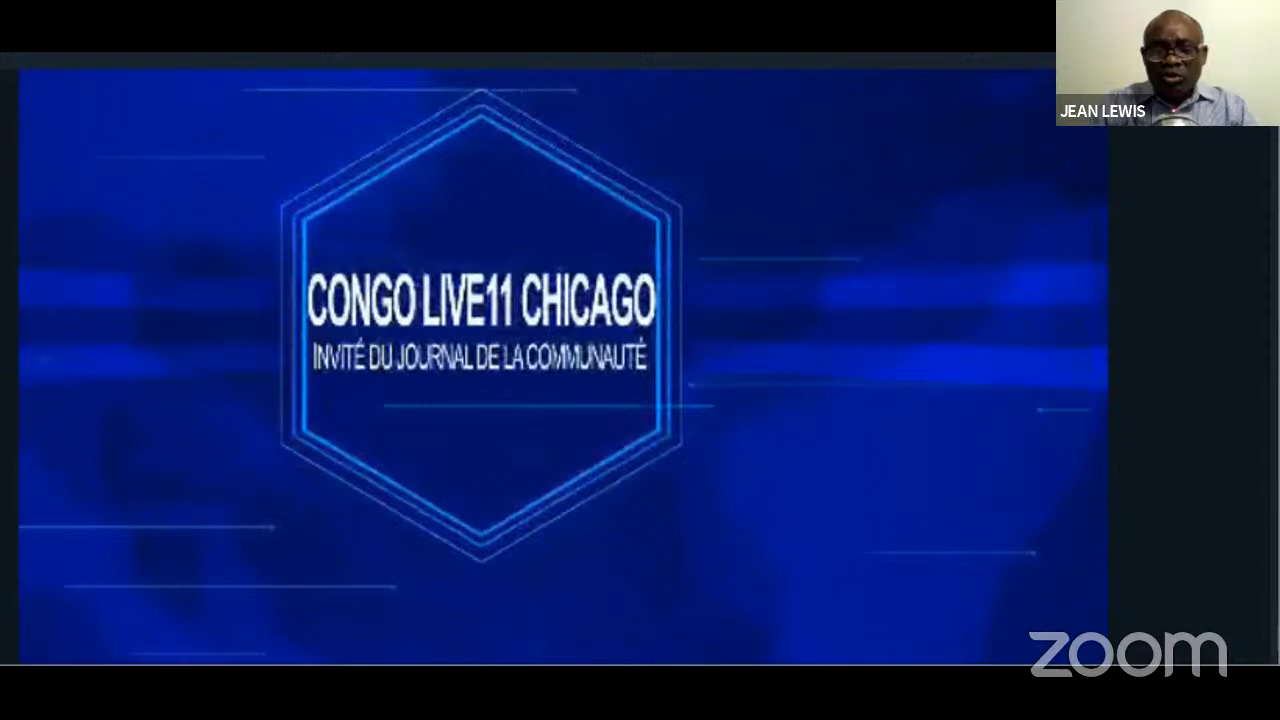 JEAN LEWIS
CONGO LIVE11 CHICAGO
INVITÉ DU JOURNAL DE LA COMMUNAUTÉ
zoom